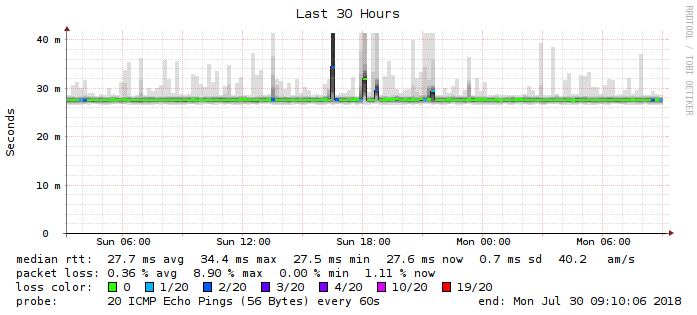 Last 30 Hours
RRDTOOL / TOBI OETIKER
Seconds
40 m
30 m
20 m
10 m
0
Sun 06:00 Sun 12:00 Sun 18:00 Mon 00:00 Mon 06:00
median rtt: 27.7 ms avg 34.4 ms max 27.5 ms min 27.6 ms now 0.7 ms sd 40.2 am/s
packet loss: 0.36 % avg 8.90 % max 0.00 % min 1.11 % now
loss color: 0 1/20 2/20 3/20 4/20 10/20 19/20
probe: 20 ICMP Echo Pings (56 Bytes) every 60s end: Mon Jul 30 09:10:06 2018